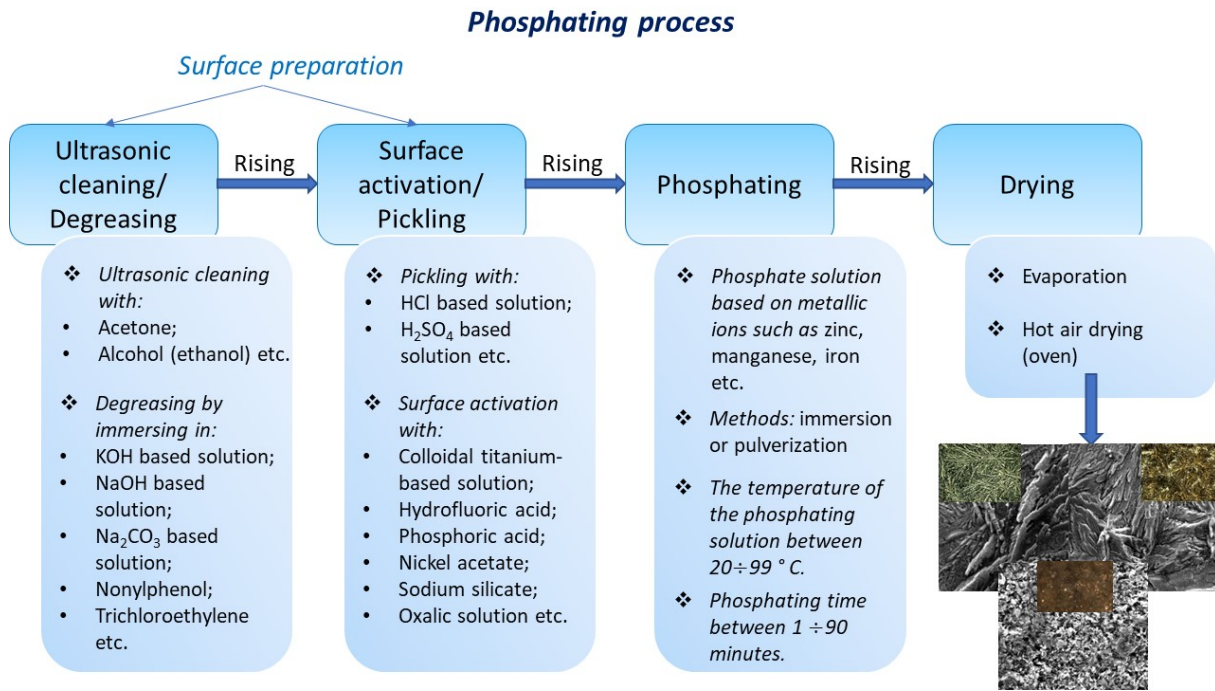 Phosphating process
Surface preparation
Ultrasonic
cleaning/
Degreasing
Rising
Surface
activation/
Pickling
Rising
Phosphating
Rising
Drying
❖ Ultrasonic cleaning
with:
• Acetone;
• Alcohol (ethanol) etc.
❖ Degreasing by
immersing in:
• KOH based solution;
• NaOH based
solution;
• Na₂CO₃ based
solution;
• Nonylphenol;
• Trichloroethylene
etc.
❖ Pickling with:
• HCl based solution;
• H₂SO₄ based
solution etc.
❖ Surface activation
with:
• Colloidal titanium-
based solution;
• Hydrofluoric acid;
• Phosphoric acid;
• Nickel acetate;
• Sodium silicate;
• Oxalic solution etc.
❖ Phosphate solution
based on metallic
ions such as zinc,
manganese, iron
etc.
❖ Methods: immersion
or pulverization
❖ The temperature of
the phosphating
solution between
20÷99 ° C.
❖ Phosphating time
between 1 ÷90
minutes.
❖ Evaporation
❖ Hot air drying
(oven)